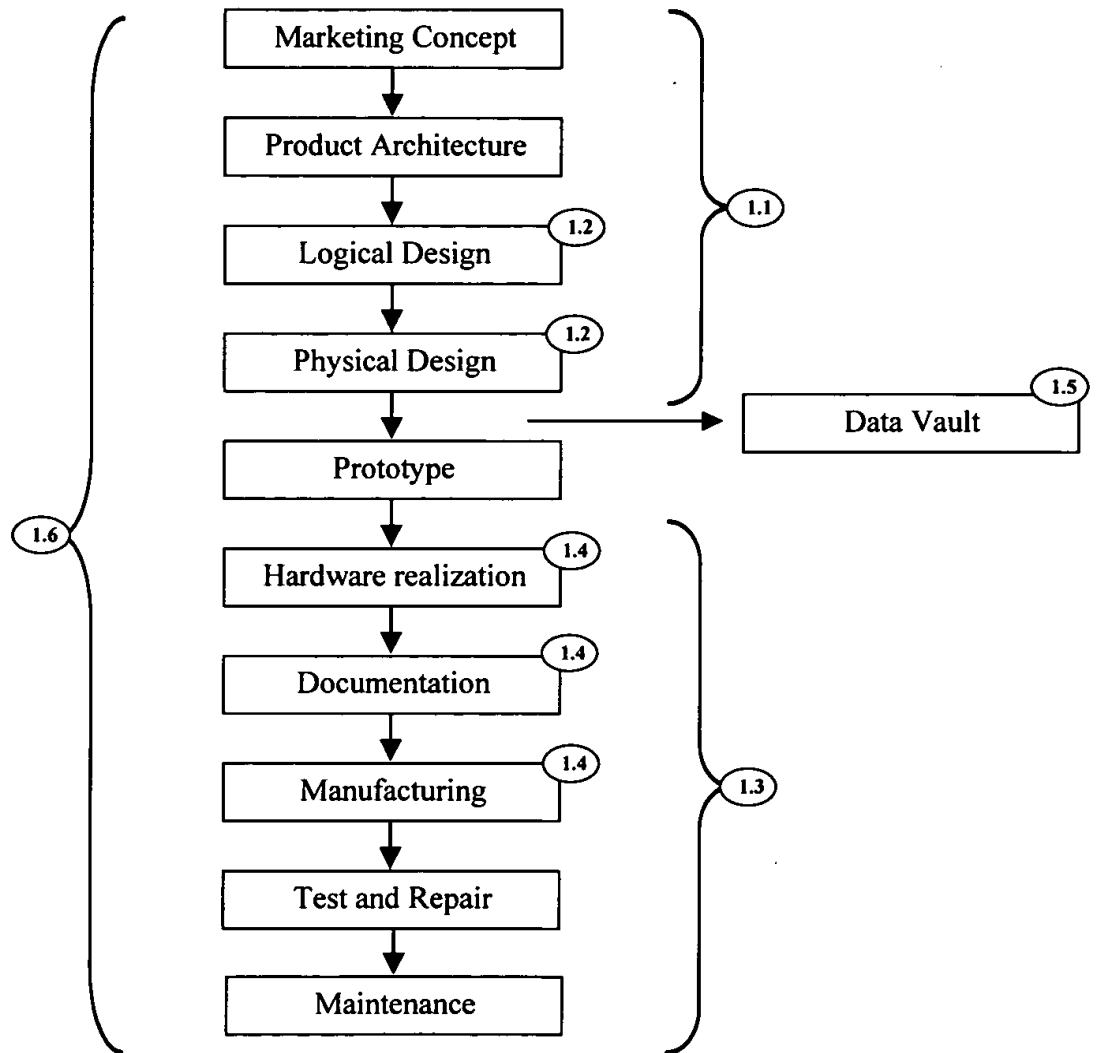 Marketing Concept
Product Architecture
1.1
1.2
Logical Design
1.2
Physical Design
1.5
Data Vault
Prototype
1.6
1.4
Hardware realization
1.4
Documentation
1.4
Manufacturing
1.3
Test and Repair
Maintenance